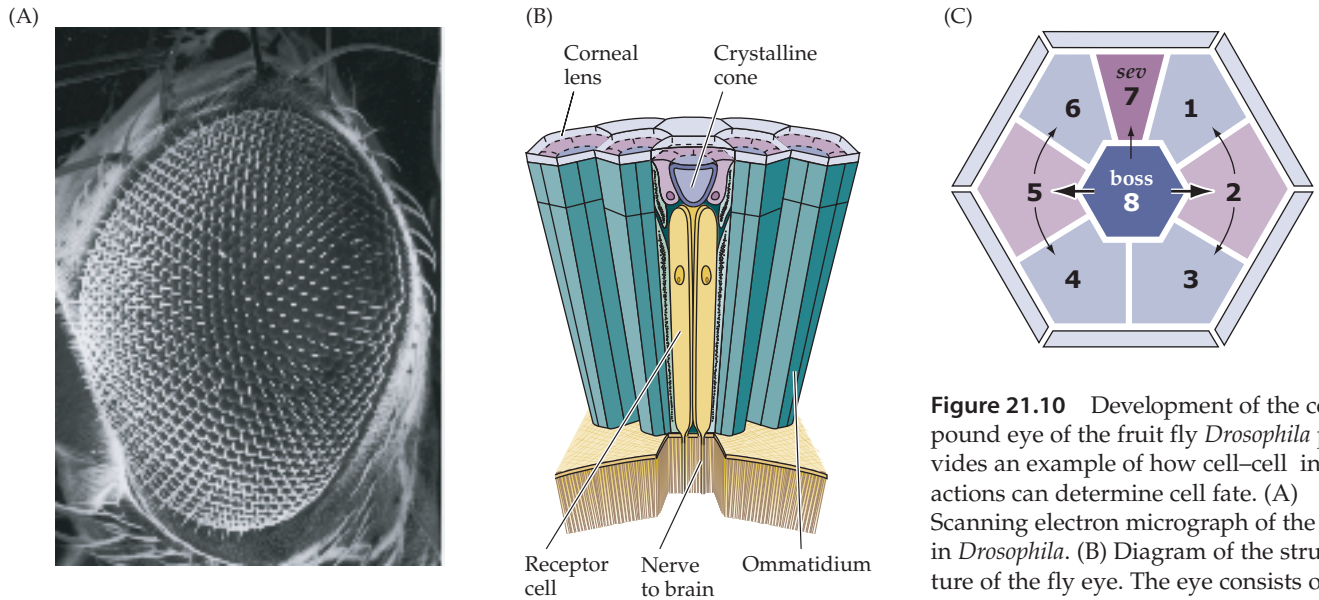 (A)
(B)
(C)
Corneal
lens
Crystalline
cone
Receptor
cell
Nerve
to brain
Ommatidium
sev
7
6
1
boss
8
5
2
4
3
Figure 21.10 Development of the co
pound eye of the fruit fly Drosophila p
vides an example of how cell–cell in
actions can determine cell fate. (A)
Scanning electron micrograph of the
in Drosophila. (B) Diagram of the stru
ture of the fly eye. The eye consists o